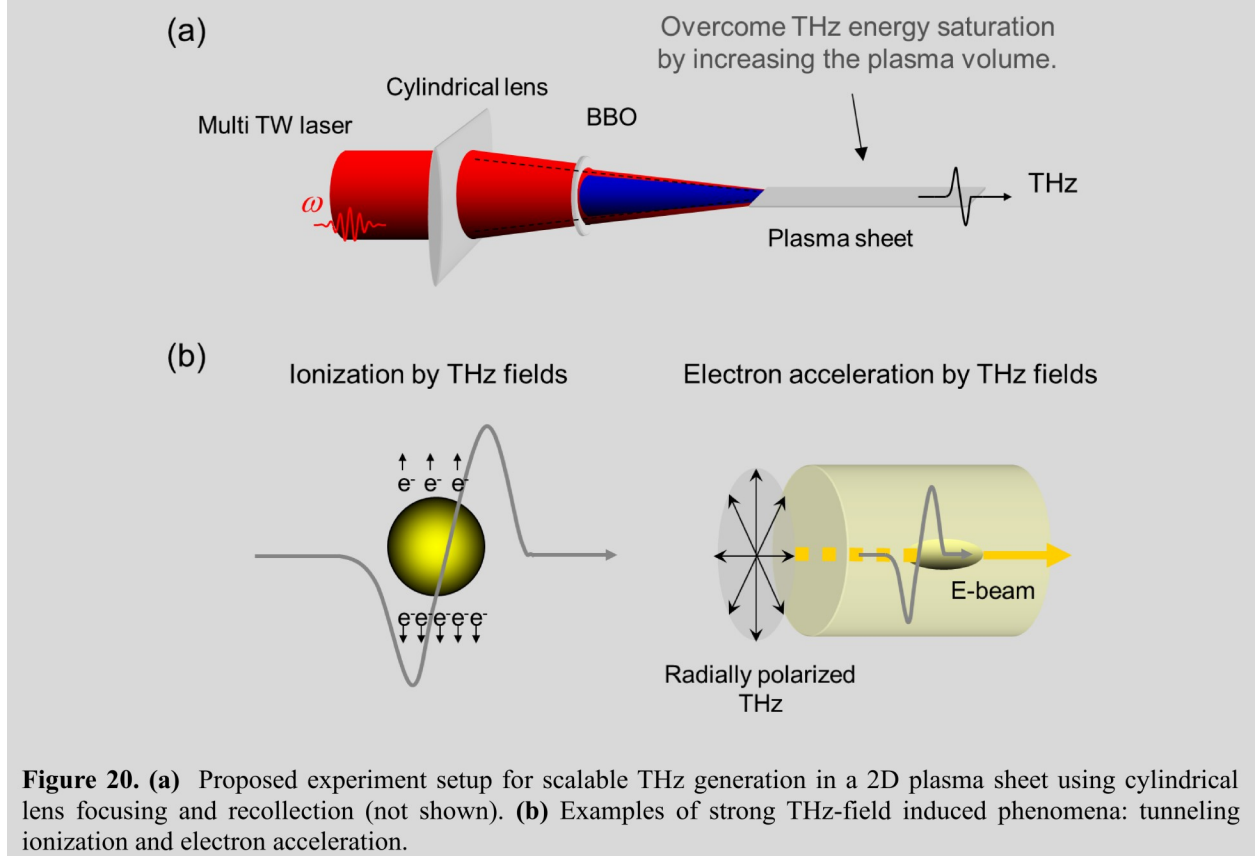 (a)
Overcome THz energy saturation
by increasing the plasma volume.
Cylindrical lens
BBO
Multi TW laser
ω
THz
Plasma sheet
(b)
Ionization by THz fields
Electron acceleration by THz fields
e⁻ e⁻ e⁻
e⁻ e⁻ e⁻ e⁻ e⁻
E-beam
Radially polarized
THz
Figure 20. (a) Proposed experiment setup for scalable THz generation in a 2D plasma sheet using cylindrical
lens focusing and recollection (not shown). (b) Examples of strong THz-field induced phenomena: tunneling
ionization and electron acceleration.